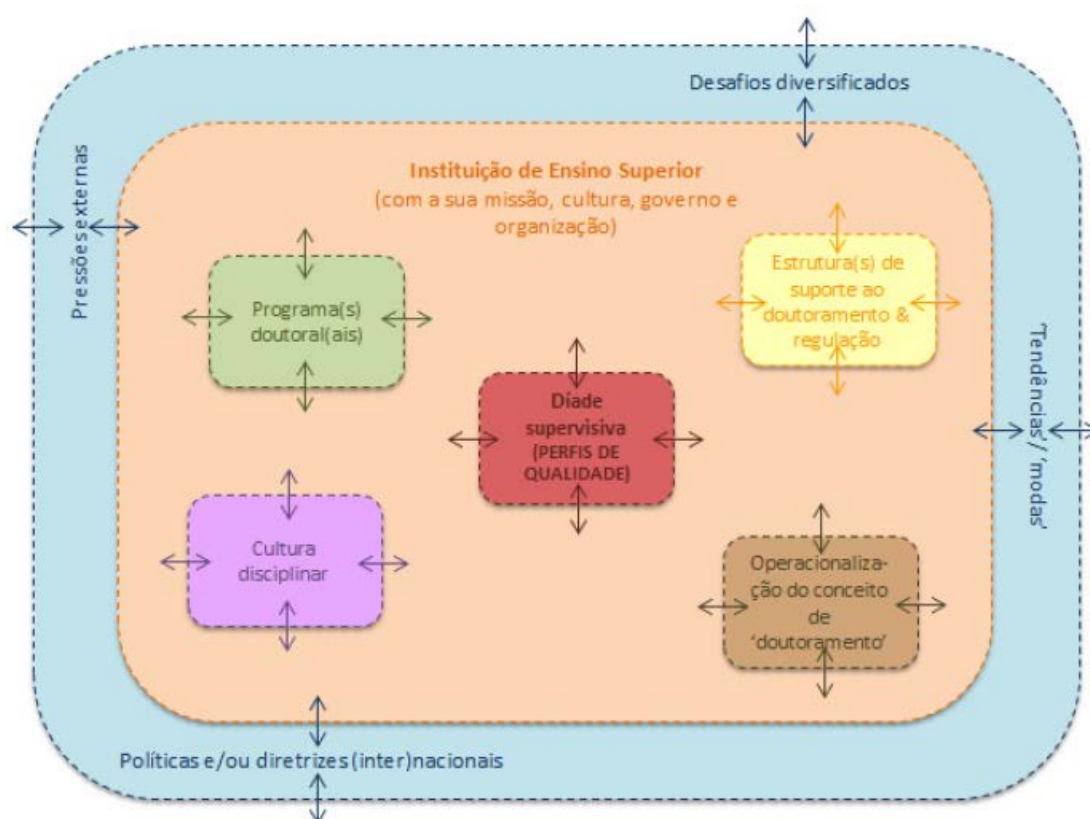 Desafios diversificados
Pressões externas
Instituição de Ensino Superior
(com a sua missão, cultura, governo e
organização)
Programa(s)
doutoral(ais)
Estrutura(s) de
suporte ao
doutoramento &
regulação
Díade
supervisiva
(PERFIS DE
QUALIDADE)
'Tendências' / 'modas'
Cultura
disciplinar
Operacionaliza-
ção do conceito
de
'doutoramento'
Políticas e/ou diretrizes (inter)nacionais